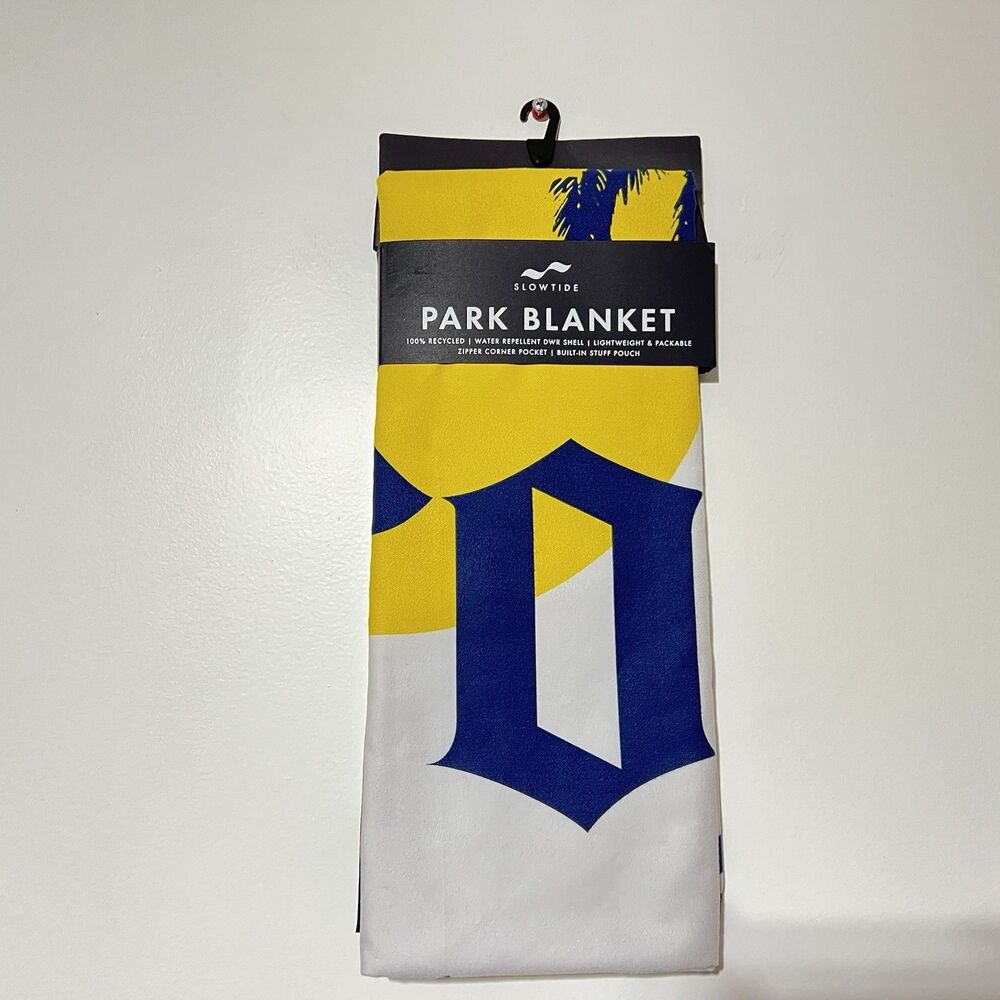 SLOWTIDE
PARK BLANKET
100% RECYCLED | WATER REPELLENT DWR SHELL | LIGHTWEIGHT & PACKABLE
ZIPPER CORNER POCKET | BUILT-IN STUFF POUCH
O